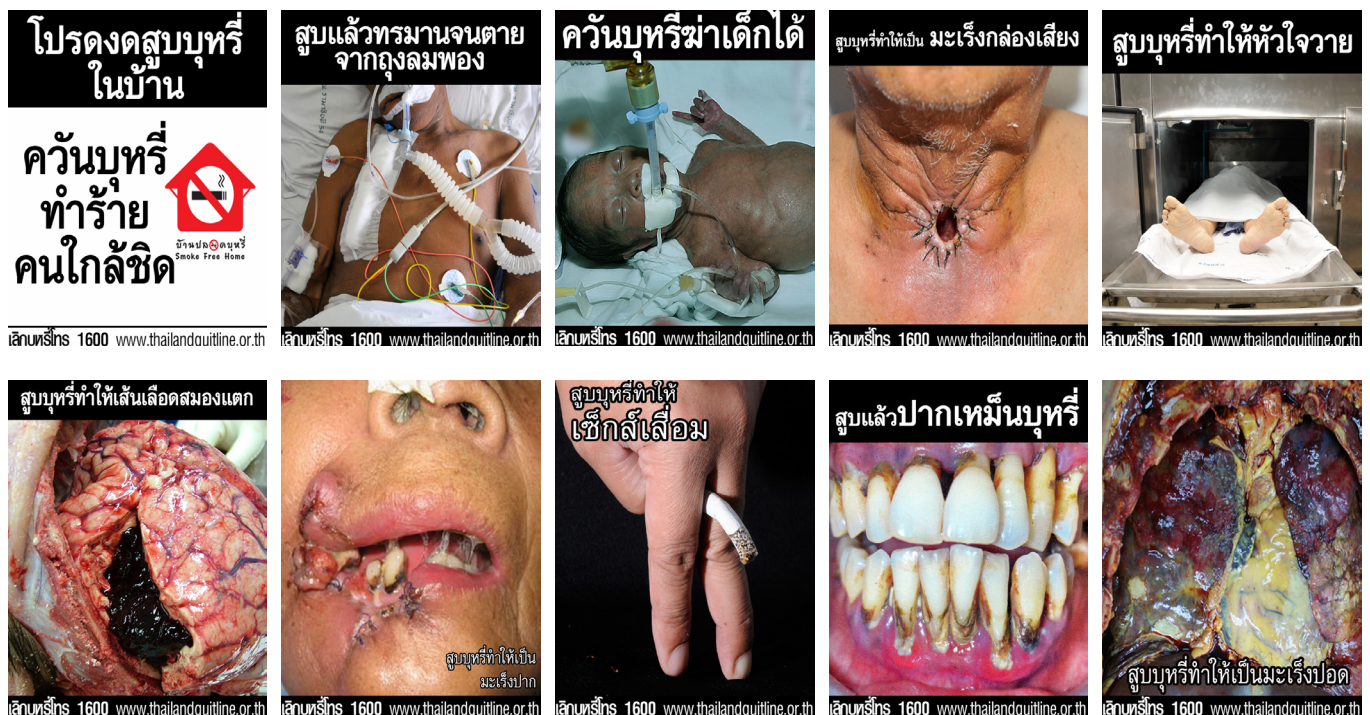 โปรดงดสูบบุหรี่
ในบ้าน
ควันบุหรี่
ทำร้าย
คนใกล้ชิด
บ้านปลอดบุหรี่
Smoke Free Home
เลิกบุหรี่โทร 1600 www.thailandquitline.or.th
สูบแล้วทรมานจนตาย
จากถุงลมพอง
เลิกบุหรี่โทร 1600 www.thailandquitline.or.th
ควันบุหรี่ฆ่าเด็กได้
เลิกบุหรี่โทร 1600 www.thailandquitline.or.th
สูบบุหรี่ทำให้เป็น มะเร็งกล่องเสียง
เลิกบุหรี่โทร 1600 www.thailandquitline.or.th
สูบบุหรี่ทำให้หัวใจวาย
เลิกบุหรี่โทร 1600 www.thailandquitline.or.th
สูบบุหรี่ทำให้เส้นเลือดสมองแตก
เลิกบุหรี่โทร 1600 www.thailandquitline.or.th
สูบบุหรี่ทำให้เป็น
มะเร็งปาก
เลิกบุหรี่โทร 1600 www.thailandquitline.or.th
สูบบุหรี่ทำให้
เซ็กส์เสื่อม
เลิกบุหรี่โทร 1600 www.thailandquitline.or.th
สูบแล้วปากเหม็นบุหรี่
เลิกบุหรี่โทร 1600 www.thailandquitline.or.th
สูบบุหรี่ทำให้เป็นมะเร็งปอด
เลิกบุหรี่โทร 1600 www.thailandquitline.or.th